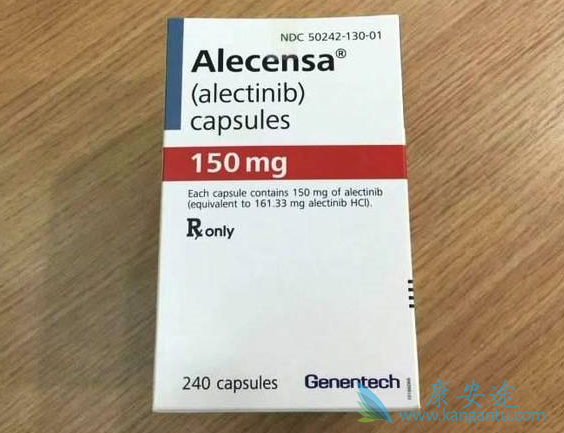 NDC 50242-130-01
Alecensa®
(alectinib)
capsules
150 mg
Each capsule contains 150 mg of alectinib
(equivalent to 161.33 mg alectinib HCl).
Rx only
240 capsules
Genentech
康安途
www.kangantu.com